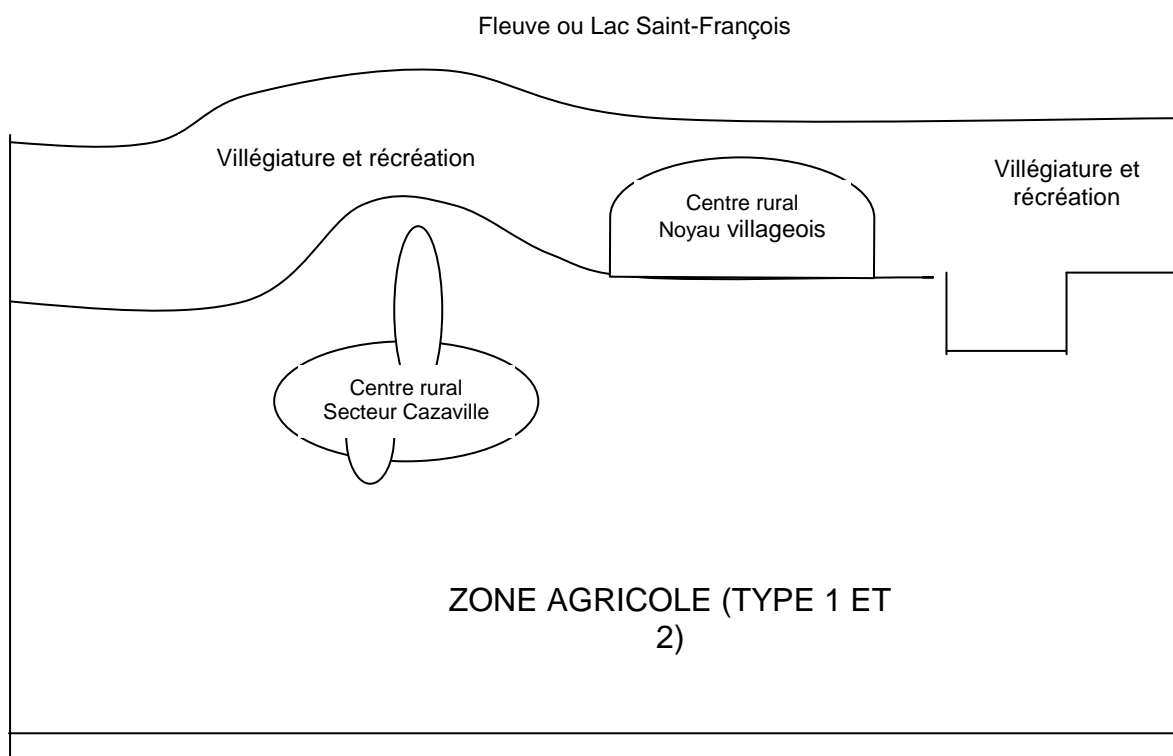 Fleuve ou Lac Saint-François
Villégiature et récréation
Villégiature et
récréation
Centre rural
Noyau villageois
Centre rural
Secteur Cazaville
ZONE AGRICOLE (TYPE 1 ET
2)